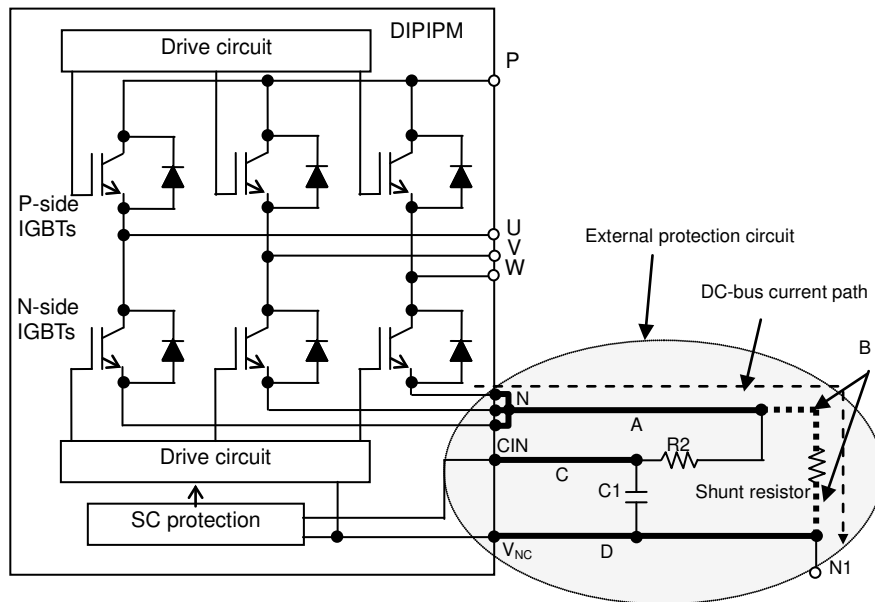 DIPIPM
Drive circuit
P
P-side
IGBTs
U
V
W
External protection circuit
DC-bus current path
N-side
IGBTs
B
N
A
CIN
R2
Drive circuit
C
C1
Shunt resistor
SC protection
VNC
D
N1